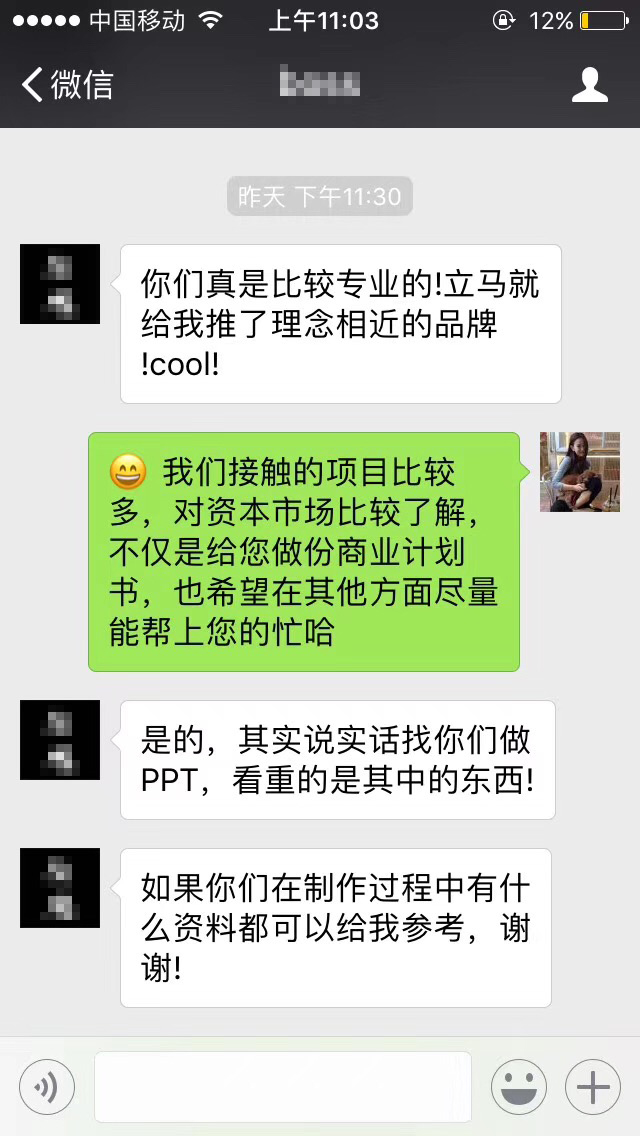 中国移动 上午11:03 12%
微信
昨天 下午11:30
你们真是比较专业的!立马就
给我推了理念相近的品牌
!cool!
😄 我们接触的项目比较
多，对资本市场比较了解，
不仅是给您做份商业计划
书，也希望在其他方面尽量
能帮上您的忙哈
是的，其实说实话找你们做
PPT，看重的是其中的东西!
如果你们在制作过程中有什
么资料都可以给我参考，谢
谢!